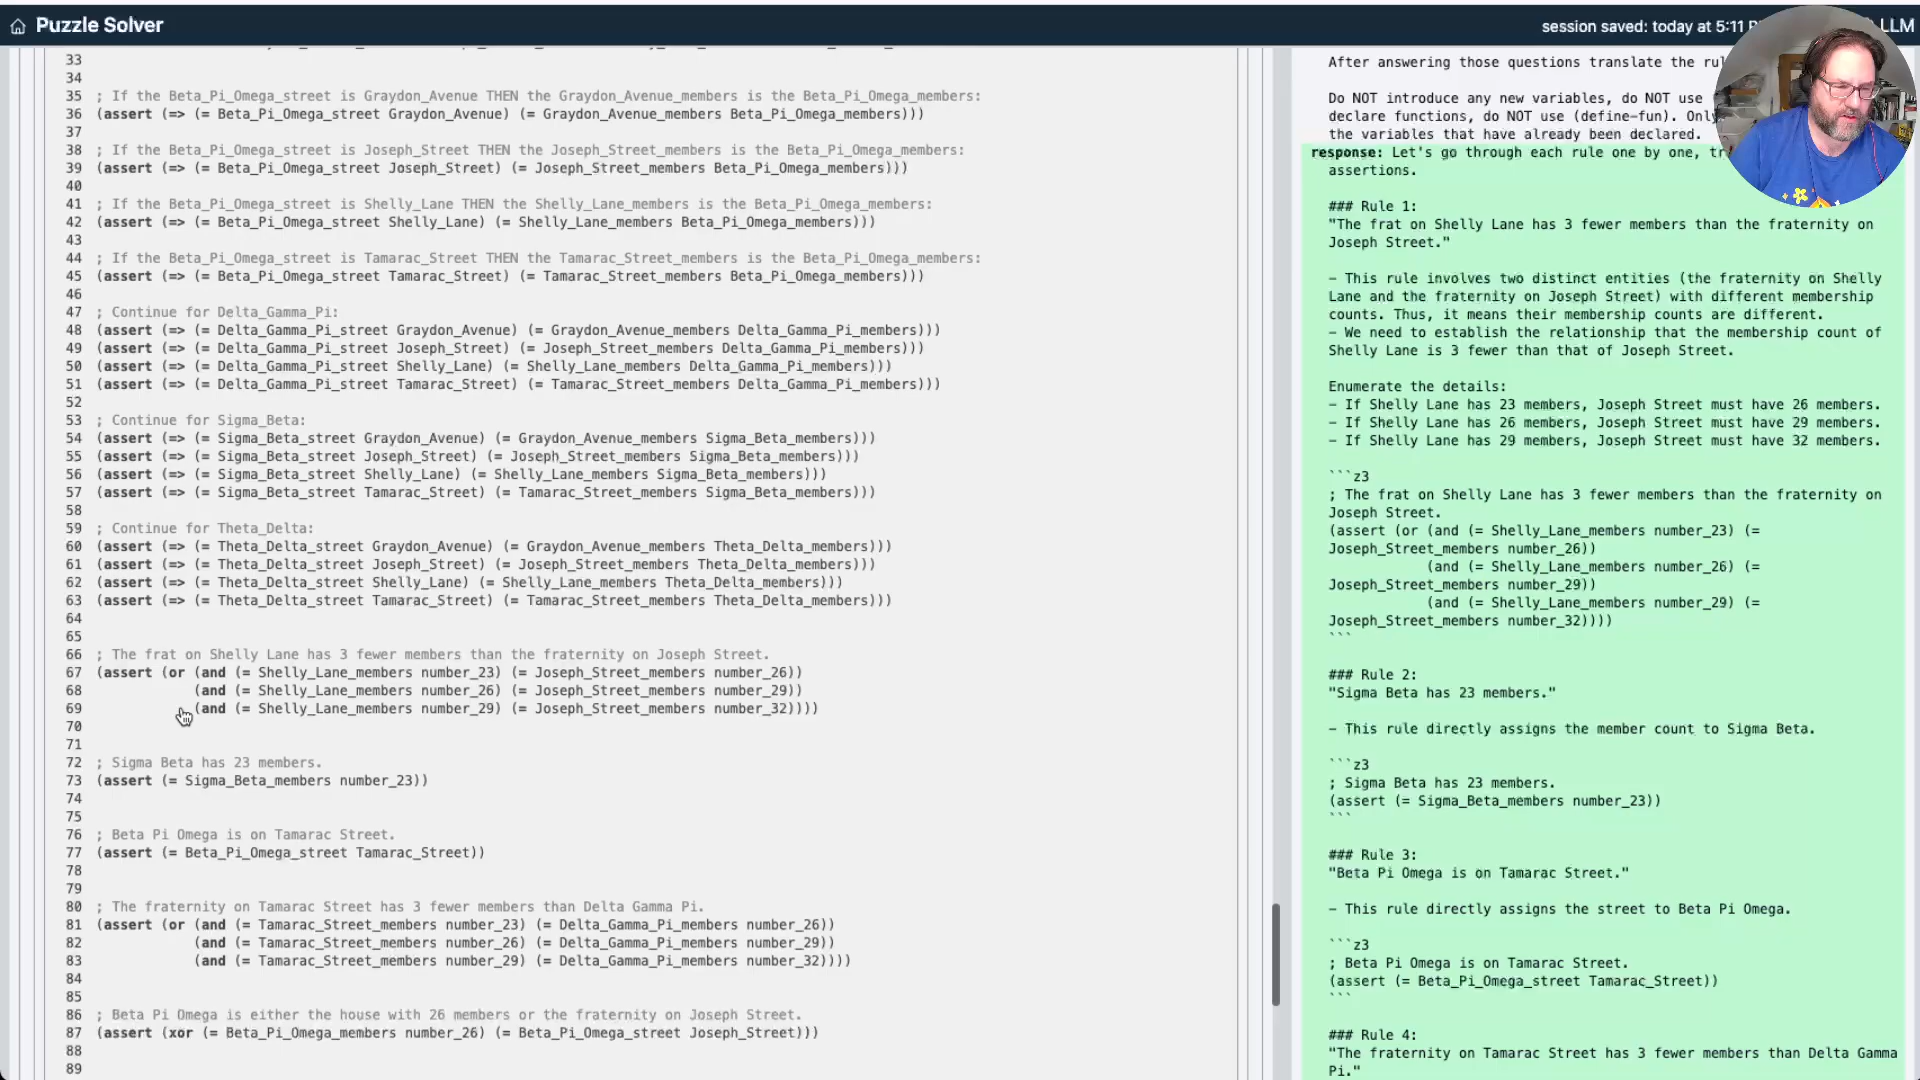 Puzzle Solver
session saved: today at 5:11
LLM
33
34
35 ; If the Beta_Pi_Omega_street is Graydon_Avenue THEN the Graydon_Avenue_members is the Beta_Pi_Omega_members:
36 (assert (=> (= Beta_Pi_Omega_street Graydon_Avenue) (= Graydon_Avenue_members Beta_Pi_Omega_members)))
37
38 ; If the Beta_Pi_Omega_street is Joseph_Street THEN the Joseph_Street_members is the Beta_Pi_Omega_members:
39 (assert (=> (= Beta_Pi_Omega_street Joseph_Street) (= Joseph_Street_members Beta_Pi_Omega_members)))
40
41 ; If the Beta_Pi_Omega_street is Shelly_Lane THEN the Shelly_Lane_members is the Beta_Pi_Omega_members:
42 (assert (=> (= Beta_Pi_Omega_street Shelly_Lane) (= Shelly_Lane_members Beta_Pi_Omega_members)))
43
44 ; If the Beta_Pi_Omega_street is Tamarac_Street THEN the Tamarac_Street_members is the Beta_Pi_Omega_members:
45 (assert (=> (= Beta_Pi_Omega_street Tamarac_Street) (= Tamarac_Street_members Beta_Pi_Omega_members)))
46
47 ; Continue for Delta_Gamma_Pi:
48 (assert (=> (= Delta_Gamma_Pi_street Graydon_Avenue) (= Graydon_Avenue_members Delta_Gamma_Pi_members)))
49 (assert (=> (= Delta_Gamma_Pi_street Joseph_Street) (= Joseph_Street_members Delta_Gamma_Pi_members)))
50 (assert (=> (= Delta_Gamma_Pi_street Shelly_Lane) (= Shelly_Lane_members Delta_Gamma_Pi_members)))
51 (assert (=> (= Delta_Gamma_Pi_street Tamarac_Street) (= Tamarac_Street_members Delta_Gamma_Pi_members)))
52
53 ; Continue for Sigma_Beta:
54 (assert (=> (= Sigma_Beta_street Graydon_Avenue) (= Graydon_Avenue_members Sigma_Beta_members)))
55 (assert (=> (= Sigma_Beta_street Joseph_Street) (= Joseph_Street_members Sigma_Beta_members)))
56 (assert (=> (= Sigma_Beta_street Shelly_Lane) (= Shelly_Lane_members Sigma_Beta_members)))
57 (assert (=> (= Sigma_Beta_street Tamarac_Street) (= Tamarac_Street_members Sigma_Beta_members)))
58
59 ; Continue for Theta_Delta:
60 (assert (=> (= Theta_Delta_street Graydon_Avenue) (= Graydon_Avenue_members Theta_Delta_members)))
61 (assert (=> (= Theta_Delta_street Joseph_Street) (= Joseph_Street_members Theta_Delta_members)))
62 (assert (=> (= Theta_Delta_street Shelly_Lane) (= Shelly_Lane_members Theta_Delta_members)))
63 (assert (=> (= Theta_Delta_street Tamarac_Street) (= Tamarac_Street_members Theta_Delta_members)))
64
65
66 ; The frat on Shelly Lane has 3 fewer members than the fraternity on Joseph Street.
67 (assert (or (and (= Shelly_Lane_members number_23) (= Joseph_Street_members number_26))
68 (and (= Shelly_Lane_members number_26) (= Joseph_Street_members number_29))
69 (and (= Shelly_Lane_members number_29) (= Joseph_Street_members number_32))))
70
71
72 ; Sigma Beta has 23 members.
73 (assert (= Sigma_Beta_members number_23))
74
75
76 ; Beta Pi Omega is on Tamarac Street.
77 (assert (= Beta_Pi_Omega_street Tamarac_Street))
78
79
80 ; The fraternity on Tamarac Street has 3 fewer members than Delta Gamma Pi.
81 (assert (or (and (= Tamarac_Street_members number_23) (= Delta_Gamma_Pi_members number_26))
82 (and (= Tamarac_Street_members number_26) (= Delta_Gamma_Pi_members number_29))
83 (and (= Tamarac_Street_members number_29) (= Delta_Gamma_Pi_members number_32))))
84
85
86 ; Beta Pi Omega is either the house with 26 members or the fraternity on Joseph Street.
87 (assert (xor (= Beta_Pi_Omega_members number_26) (= Beta_Pi_Omega_street Joseph_Street)))
88
89
After answering those questions translate the
Do NOT introduce any new variables, do NOT use
declare functions, do NOT use (define-fun).
the variables that have already been declared.
response: Let's go through each rule one by one,
assertions.
### Rule 1:
"The frat on Shelly Lane has 3 fewer members than the fraternity on
Joseph Street."
– This rule involves two distinct entities (the fraternity on Shelly
Lane and the fraternity on Joseph Street) with different membership
counts. Thus, it means their membership counts are different.
– We need to establish the relationship that the membership count of
Shelly Lane is 3 fewer than that of Joseph Street.
Enumerate the details:
– If Shelly Lane has 23 members, Joseph Street must have 26 members.
– If Shelly Lane has 26 members, Joseph Street must have 29 members.
– If Shelly Lane has 29 members, Joseph Street must have 32 members.
```z3
; The frat on Shelly Lane has 3 fewer members than the fraternity on
Joseph Street.
(assert (or (and (= Shelly_Lane_members number_23) (=
Joseph_Street_members number_26))
(and (= Shelly_Lane_members number_26) (=
Joseph_Street_members number_29))
(and (= Shelly_Lane_members number_29) (=
Joseph_Street_members number_32))))
```
### Rule 2:
"Sigma Beta has 23 members."
– This rule directly assigns the member count to Sigma Beta.
```z3
; Sigma Beta has 23 members.
(assert (= Sigma_Beta_members number_23))
```
### Rule 3:
"Beta Pi Omega is on Tamarac Street."
– This rule directly assigns the street to Beta Pi Omega.
```z3
; Beta Pi Omega is on Tamarac Street.
(assert (= Beta_Pi_Omega_street Tamarac_Street))
```
### Rule 4:
"The fraternity on Tamarac Street has 3 fewer members than Delta Gamma
Pi."